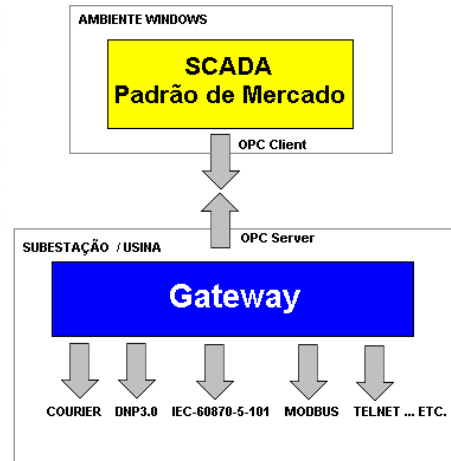 AMBIENTE WINDOWS
SCADA
Padrão de Mercado
OPC Client
OPC Server
SUBESTAÇÃO / USINA
Gateway
COURIER DNP3.0 IEC-60870-5-101 MODBUS TELNET ... ETC.